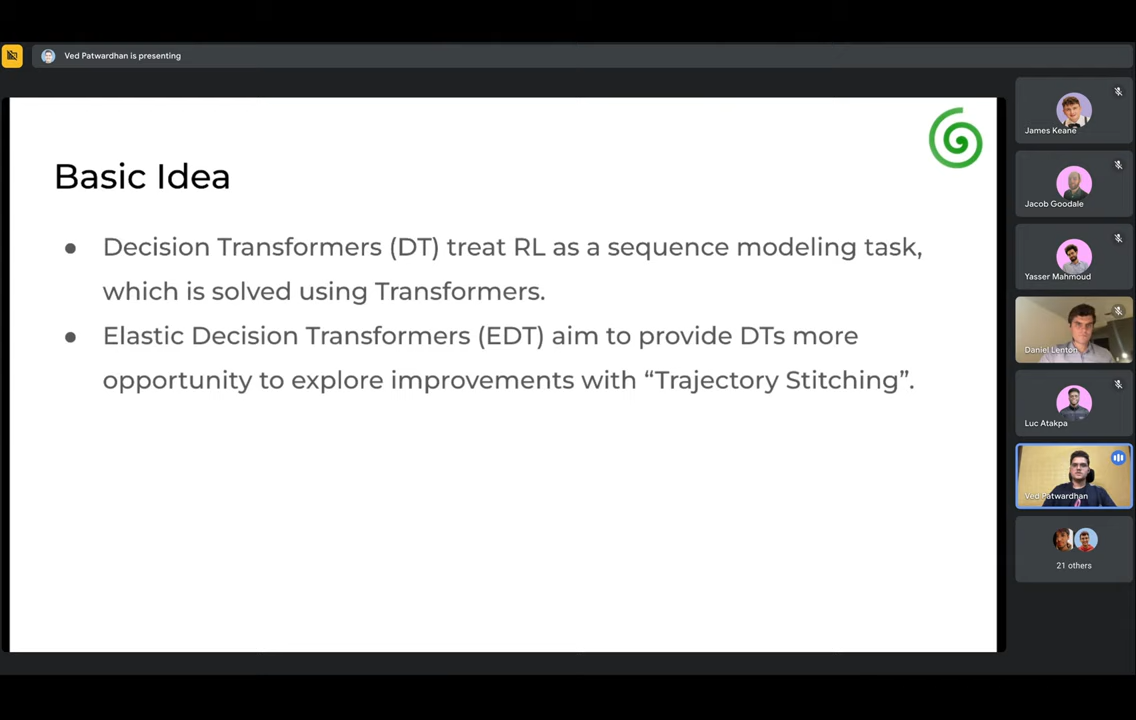 Ved Patwardhan is presenting
Basic Idea
● Decision Transformers (DT) treat RL as a sequence modeling task,
which is solved using Transformers.
● Elastic Decision Transformers (EDT) aim to provide DTs more
opportunity to explore improvements with “Trajectory Stitching”.
James Keane
Jacob Goodale
Yasser Mahmoud
Daniel Lenton
Luc Atakpa
Ved Patwardhan
21 others